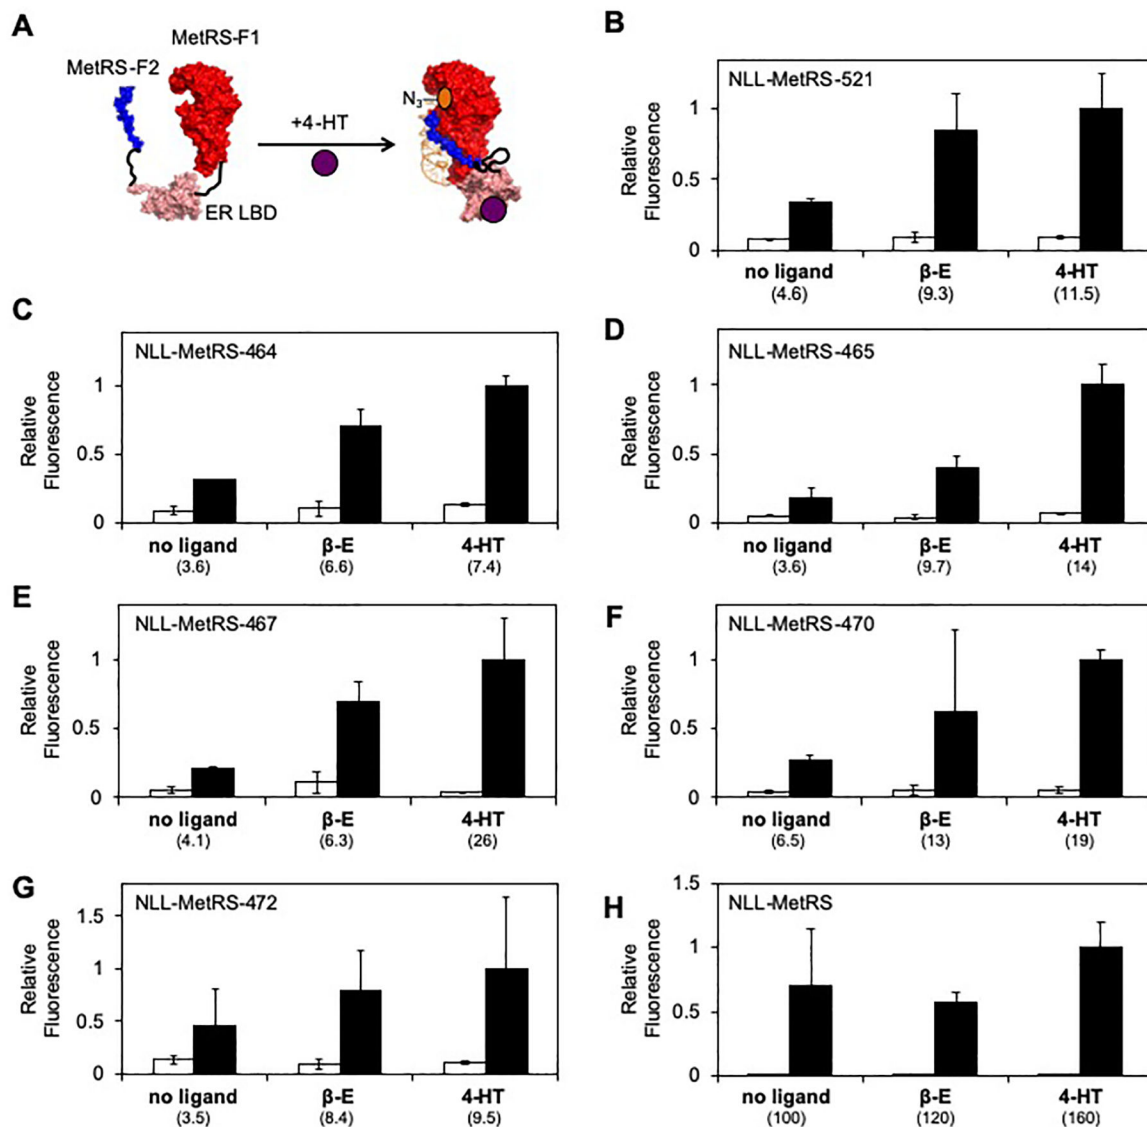 A
MetRS-F1
MetRS-F2
+4-HT
N3
ER LBD
B
NLL-MetRS-521
Relative
Fluorescence
1
0.5
0
no ligand β-E 4-HT
(4.6) (9.3) (11.5)
C
NLL-MetRS-464
Relative
Fluorescence
1
0.5
0
no ligand β-E 4-HT
(3.6) (6.6) (7.4)
D
NLL-MetRS-465
Relative
Fluorescence
1
0.5
0
no ligand β-E 4-HT
(3.6) (9.7) (14)
E
NLL-MetRS-467
Relative
Fluorescence
1
0.5
0
no ligand β-E 4-HT
(4.1) (6.3) (26)
F
NLL-MetRS-470
Relative
Fluorescence
1
0.5
0
no ligand β-E 4-HT
(6.5) (13) (19)
G
NLL-MetRS-472
Relative
Fluorescence
1.5
1
0.5
0
no ligand β-E 4-HT
(3.5) (8.4) (9.5)
H
NLL-MetRS
Relative
Fluorescence
1.5
1
0.5
0
no ligand β-E 4-HT
(100) (120) (160)